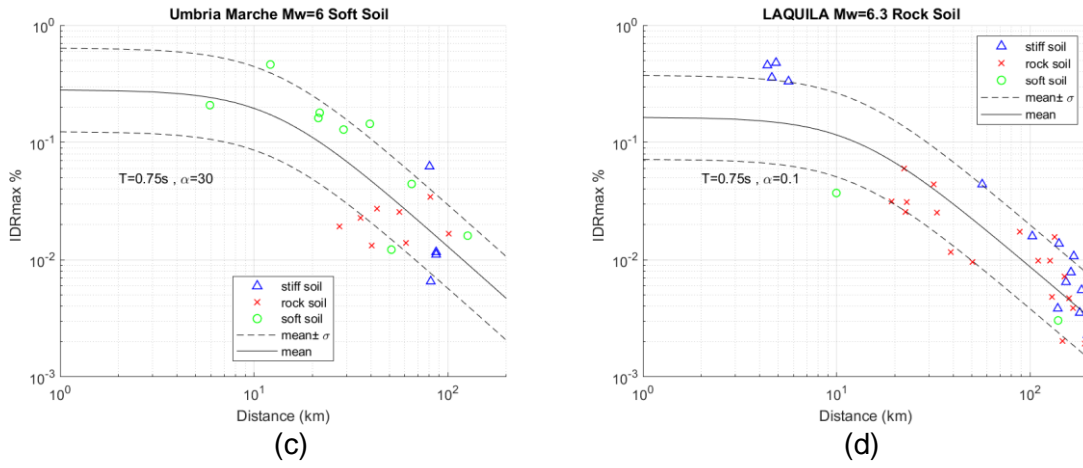 Umbria Marche Mw=6 Soft Soil
10^0
10^-1
10^-2
10^-3
IDRmax %
T=0.75s , α=30
stiff soil
rock soil
soft soil
mean± σ
mean
10^0
10^1
10^2
Distance (km)
(c)
LAQUILA Mw=6.3 Rock Soil
10^0
10^-1
10^-2
10^-3
IDRmax %
stiff soil
rock soil
soft soil
mean± σ
mean
T=0.75s , α=0.1
10^0
10^1
10^2
Distance (km)
(d)